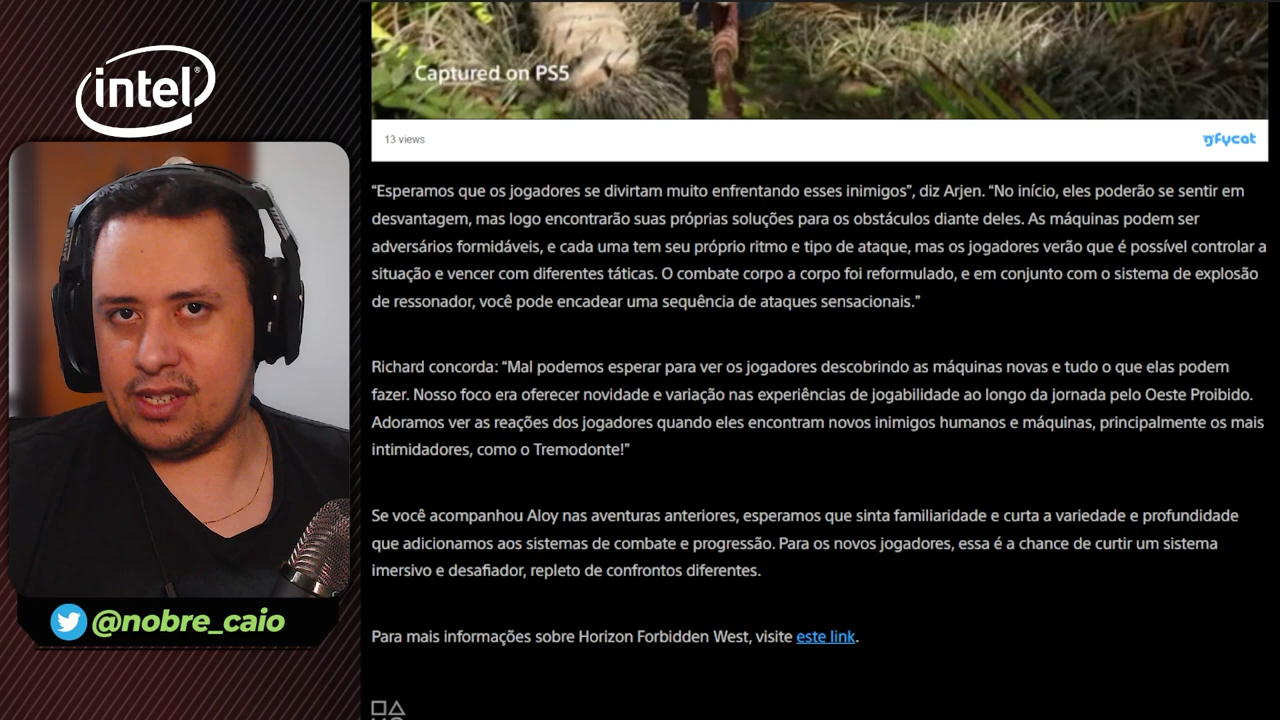 intel®
@nobre_caio
Captured on PS5
13 views
gfycat
“Esperamos que os jogadores se divirtam muito enfrentando esses inimigos”, diz Arjen. “No início, eles poderão se sentir em
desvantagem, mas logo encontrarão suas próprias soluções para os obstáculos diante deles. As máquinas podem ser
adversários formidáveis, e cada uma tem seu próprio ritmo e tipo de ataque, mas os jogadores verão que é possível controlar a
situação e vencer com diferentes táticas. O combate corpo a corpo foi reformulado, e em conjunto com o sistema de explosão
de ressonador, você pode encadear uma sequência de ataques sensacionais.”
Richard concorda: “Mal podemos esperar para ver os jogadores descobrindo as máquinas novas e tudo o que elas podem
fazer. Nosso foco era oferecer novidade e variação nas experiências de jogabilidade ao longo da jornada pelo Oeste Proibido.
Adoramos ver as reações dos jogadores quando eles encontram novos inimigos humanos e máquinas, principalmente os mais
intimidadores, como o Tremodonte!”
Se você acompanhou Aloy nas aventuras anteriores, esperamos que sinta familiaridade e curta a variedade e profundidade
que adicionamos aos sistemas de combate e progressão. Para os novos jogadores, essa é a chance de curtir um sistema
imersivo e desafiador, repleto de confrontos diferentes.
Para mais informações sobre Horizon Forbidden West, visite este link.